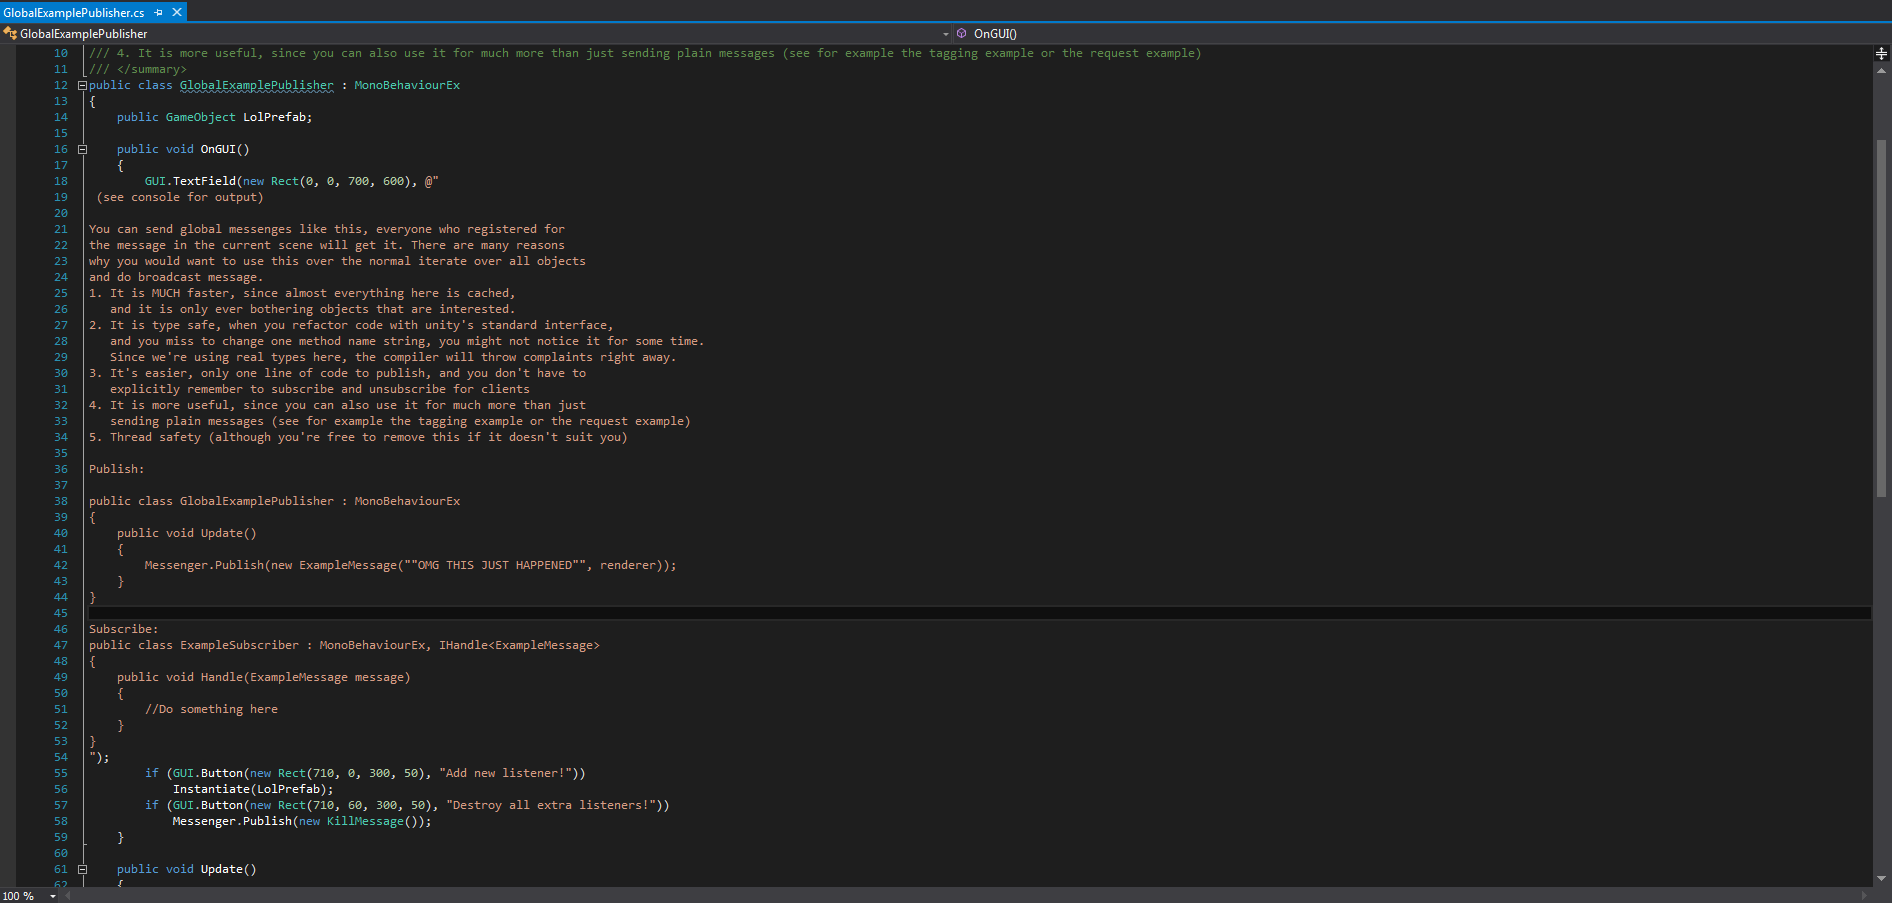 GlobalExamplePublisher.cs
GlobalExamplePublisher OnGUI()
10 /// 4. It is more useful, since you can also use it for much more than just sending plain messages (see for example the tagging example or the request example)
11 /// </summary>
12 public class GlobalExamplePublisher : MonoBehaviourEx
13 {
14     public GameObject LolPrefab;
15
16     public void OnGUI()
17     {
18         GUI.TextField(new Rect(0, 0, 700, 600), @"
19  (see console for output)
20
21 You can send global messenges like this, everyone who registered for
22 the message in the current scene will get it. There are many reasons
23 why you would want to use this over the normal iterate over all objects
24 and do broadcast message.
25 1. It is MUCH faster, since almost everything here is cached,
26    and it is only ever bothering objects that are interested.
27 2. It is type safe, when you refactor code with unity's standard interface,
28    and you miss to change one method name string, you might not notice it for some time.
29    Since we're using real types here, the compiler will throw complaints right away.
30 3. It's easier, only one line of code to publish, and you don't have to
31    explicitly remember to subscribe and unsubscribe for clients
32 4. It is more useful, since you can also use it for much more than just
33    sending plain messages (see for example the tagging example or the request example)
34 5. Thread safety (although you're free to remove this if it doesn't suit you)
35
36 Publish:
37
38 public class GlobalExamplePublisher : MonoBehaviourEx
39 {
40     public void Update()
41     {
42         Messenger.Publish(new ExampleMessage(""OMG THIS JUST HAPPENED"", renderer));
43     }
44 }
45
46 Subscribe:
47 public class ExampleSubscriber : MonoBehaviourEx, IHandle<ExampleMessage>
48 {
49     public void Handle(ExampleMessage message)
50     {
51         //Do something here
52     }
53 }
54 ");
55         if (GUI.Button(new Rect(710, 0, 300, 50), "Add new listener!"))
56             Instantiate(LolPrefab);
57         if (GUI.Button(new Rect(710, 60, 300, 50), "Destroy all extra listeners!"))
58             Messenger.Publish(new KillMessage());
59     }
60
61     public void Update()
62     {
100 %